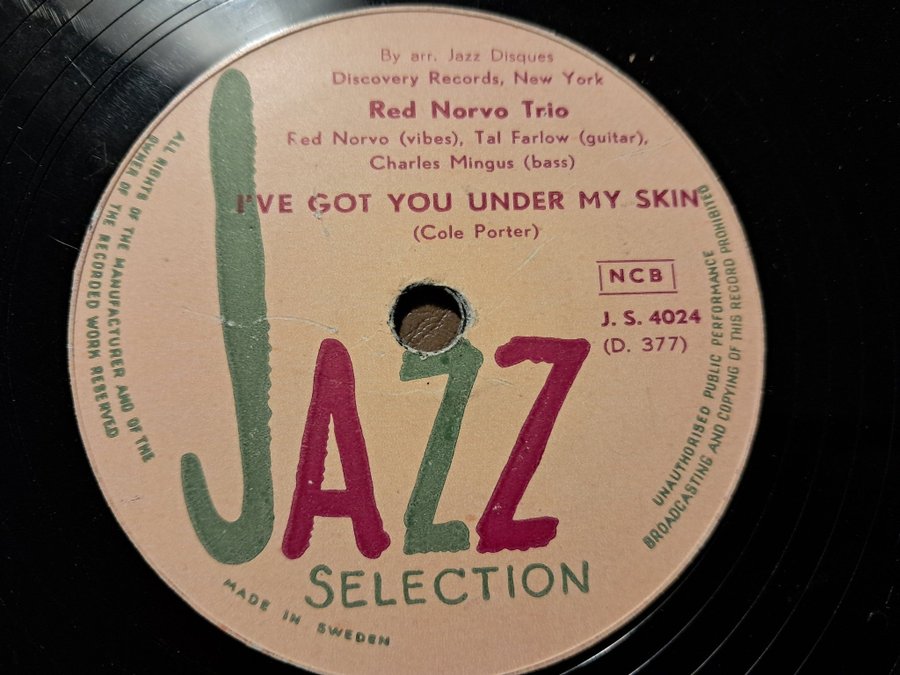 By arr. Jazz Disques
Discovery Records, New York
Red Norvo Trio
Red Norvo (vibes), Tal Farlow (guitar),
Charles Mingus (bass)
I'VE GOT YOU UNDER MY SKIN
(Cole Porter)
NCB
J. S. 4024
(D. 377)
JAZZ
SELECTION
MADE IN SWEDEN
ALL RIGHTS OF THE MANUFACTURER AND OF THE
OWNER OF THE RECORDED WORK RESERVED
UNAUTHORISED PUBLIC PERFORMANCE
BROADCASTING AND COPYING OF THIS RECORD PROHIBITED